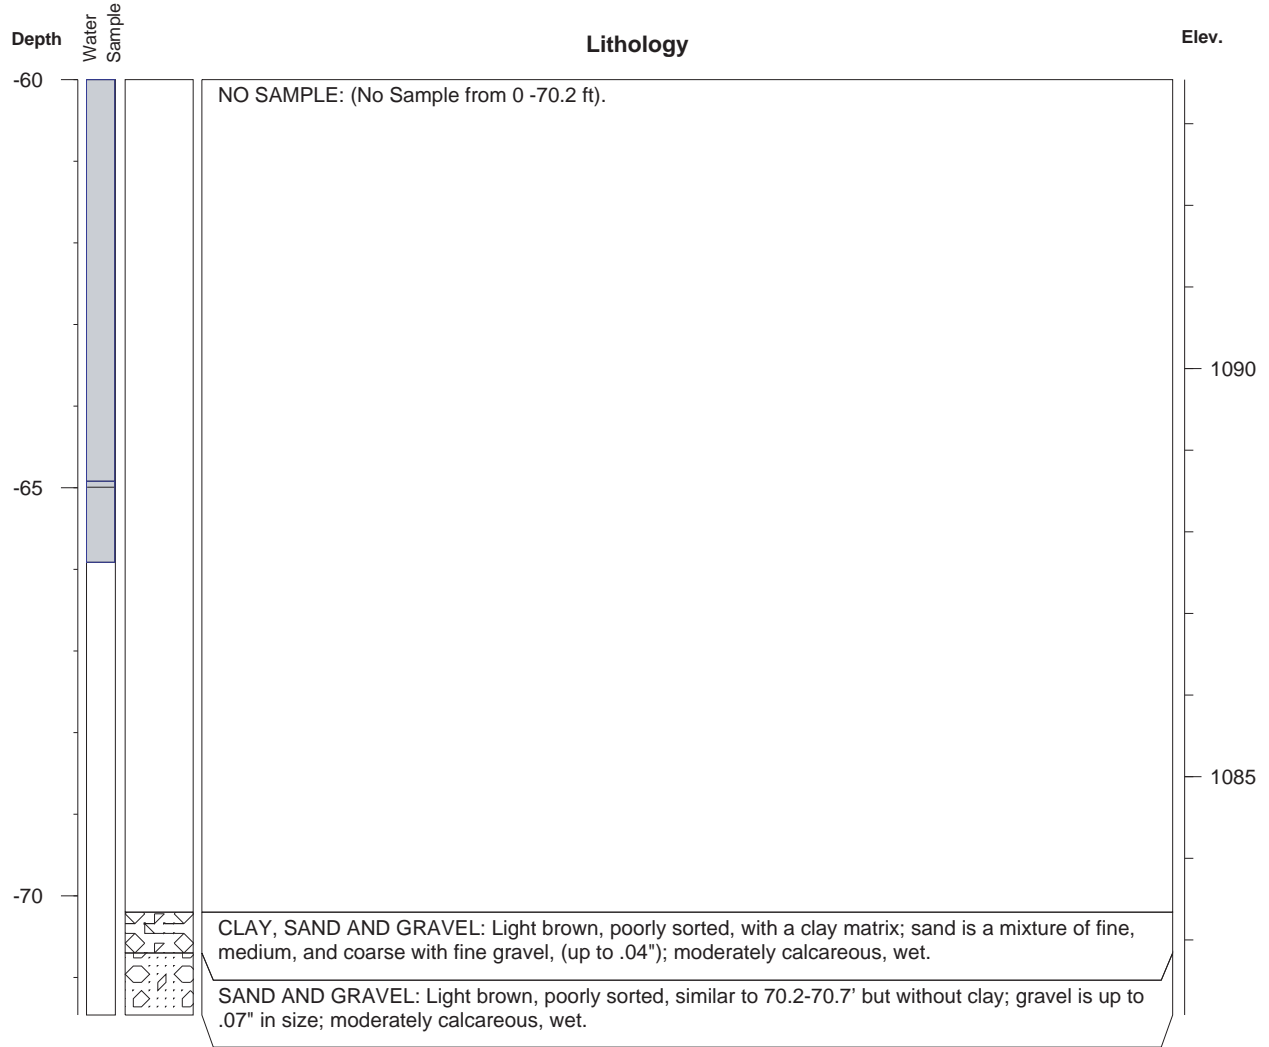 Depth
Water
Sample
Lithology
Elev.
-60
NO SAMPLE: (No Sample from 0 -70.2 ft).
1090
-65
1085
-70
CLAY, SAND AND GRAVEL: Light brown, poorly sorted, with a clay matrix; sand is a mixture of fine,
medium, and coarse with fine gravel, (up to .04"); moderately calcareous, wet.
SAND AND GRAVEL: Light brown, poorly sorted, similar to 70.2-70.7' but without clay; gravel is up to
.07" in size; moderately calcareous, wet.